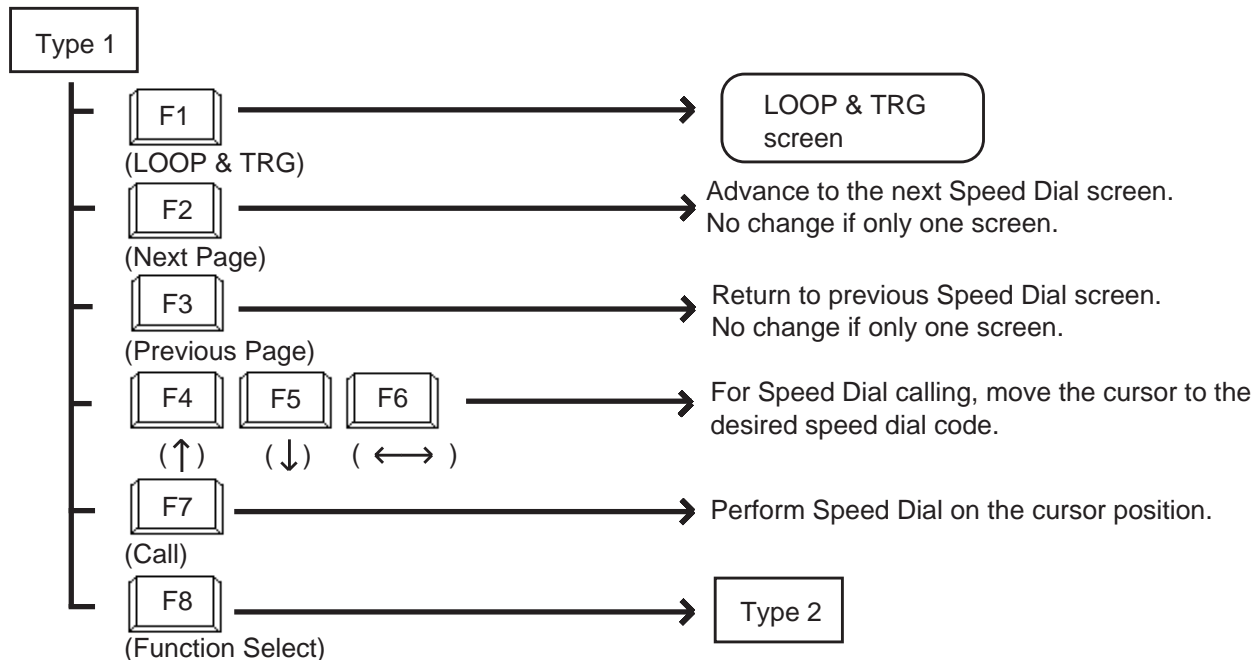 Type 1
F1
(LOOP & TRG)
LOOP & TRG
screen
F2
(Next Page)
Advance to the next Speed Dial screen.
No change if only one screen.
F3
(Previous Page)
Return to previous Speed Dial screen.
No change if only one screen.
F4 F5 F6
(↑) (↓) ( ⟷ )
For Speed Dial calling, move the cursor to the
desired speed dial code.
F7
(Call)
Perform Speed Dial on the cursor position.
F8
(Function Select)
Type 2